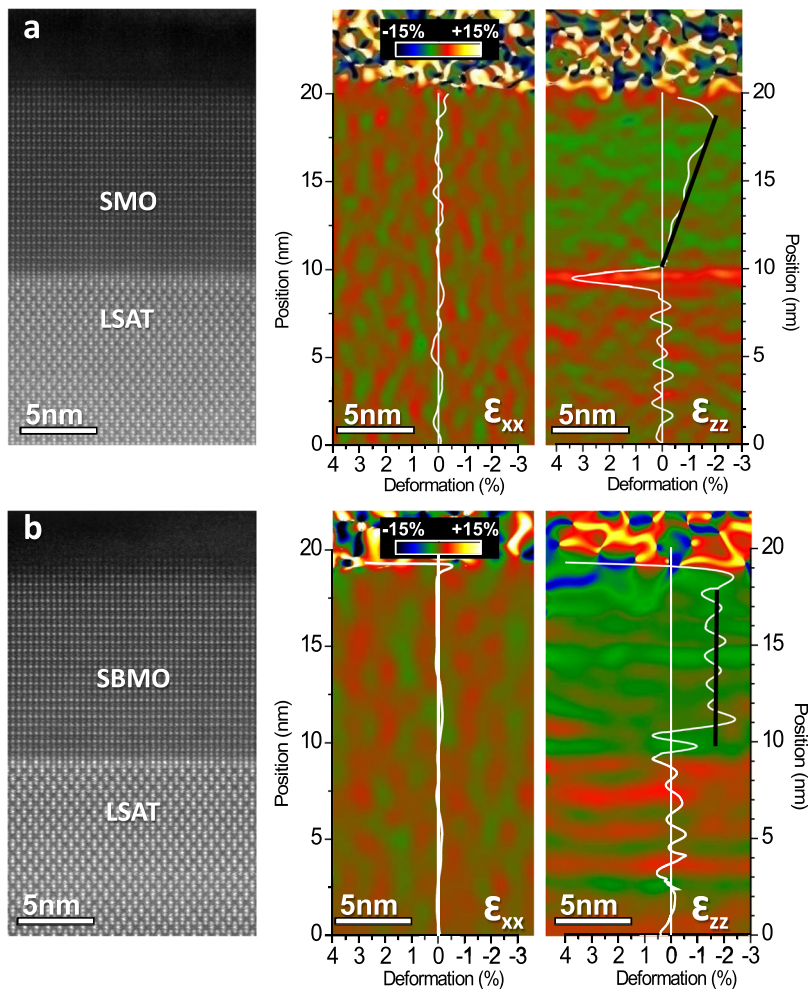 a
SMO
LSAT
5nm
-15% +15%
20
15
10
5
0
Position (nm)
5nm
εxx
4 3 2 1 0 -1 -2 -3
Deformation (%)
20
15
10
5
0
Position (nm)
5nm
εzz
4 3 2 1 0 -1 -2 -3
Deformation (%)
b
SBMO
LSAT
5nm
-15% +15%
20
15
10
5
0
Position (nm)
5nm
εxx
4 3 2 1 0 -1 -2 -3
Deformation (%)
20
15
10
5
0
Position (nm)
5nm
εzz
4 3 2 1 0 -1 -2 -3
Deformation (%)